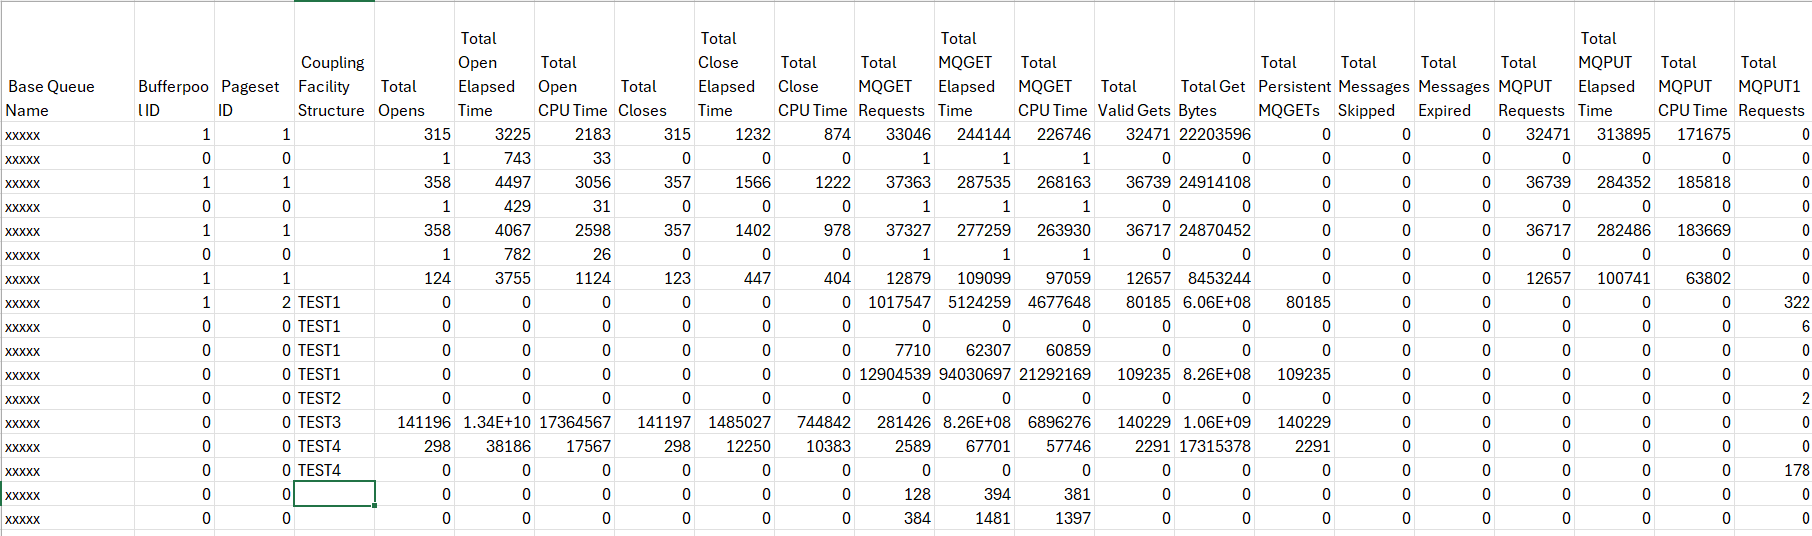 Base Queue Name | Bufferpoo l ID | Pageset ID | Coupling Facility Structure | Total Opens | Total Open Elapsed Time | Total Open CPU Time | Total Closes | Total Close Elapsed Time | Total Close CPU Time | Total MQGET Requests | Total MQGET Elapsed Time | Total MQGET CPU Time | Total Valid Gets | Total Get Bytes | Total Persistent MQGETs | Total Messages Skipped | Total Messages Expired | Total MQPUT Requests | Total MQPUT Elapsed Time | Total MQPUT CPU Time | Total MQPUT1 Requests
xxxxx 1 1 315 3225 2183 315 1232 874 33046 244144 226746 32471 22203596 0 0 0 32471 313895 171675 0
xxxxx 0 0 1 743 33 0 0 0 1 1 1 0 0 0 0 0 0 0 0 0
xxxxx 1 1 358 4497 3056 357 1566 1222 37363 287535 268163 36739 24914108 0 0 0 36739 284352 185818 0
xxxxx 0 0 1 429 31 0 0 0 1 1 1 0 0 0 0 0 0 0 0 0
xxxxx 1 1 358 4067 2598 357 1402 978 37327 277259 263930 36717 24870452 0 0 0 36717 282486 183669 0
xxxxx 0 0 1 782 26 0 0 0 1 1 1 0 0 0 0 0 0 0 0 0
xxxxx 1 1 124 3755 1124 123 447 404 12879 109099 97059 12657 8453244 0 0 0 12657 100741 63802 0
xxxxx 1 2 TEST1 0 0 0 0 0 0 1017547 5124259 4677648 80185 6.06E+08 80185 0 0 0 0 0 322
xxxxx 0 0 TEST1 0 0 0 0 0 0 0 0 0 0 0 0 0 0 0 0 0 6
xxxxx 0 0 TEST1 0 0 0 0 0 0 7710 62307 60859 0 0 0 0 0 0 0 0 0
xxxxx 0 0 TEST1 0 0 0 0 0 0 12904539 94030697 21292169 109235 8.26E+08 109235 0 0 0 0 0 0
xxxxx 0 0 TEST2 0 0 0 0 0 0 0 0 0 0 0 0 0 0 0 0 0 2
xxxxx 0 0 TEST3 141196 1.34E+10 17364567 141197 1485027 744842 281426 8.26E+08 6896276 140229 1.06E+09 140229 0 0 0 0 0 0
xxxxx 0 0 TEST4 298 38186 17567 298 12250 10383 2589 67701 57746 2291 17315378 2291 0 0 0 0 0 0
xxxxx 0 0 TEST4 0 0 0 0 0 0 0 0 0 0 0 0 0 0 0 0 0 178
xxxxx 0 0 0 0 0 0 0 0 128 394 381 0 0 0 0 0 0 0 0 0
xxxxx 0 0 0 0 0 0 0 0 384 1481 1397 0 0 0 0 0 0 0 0 0